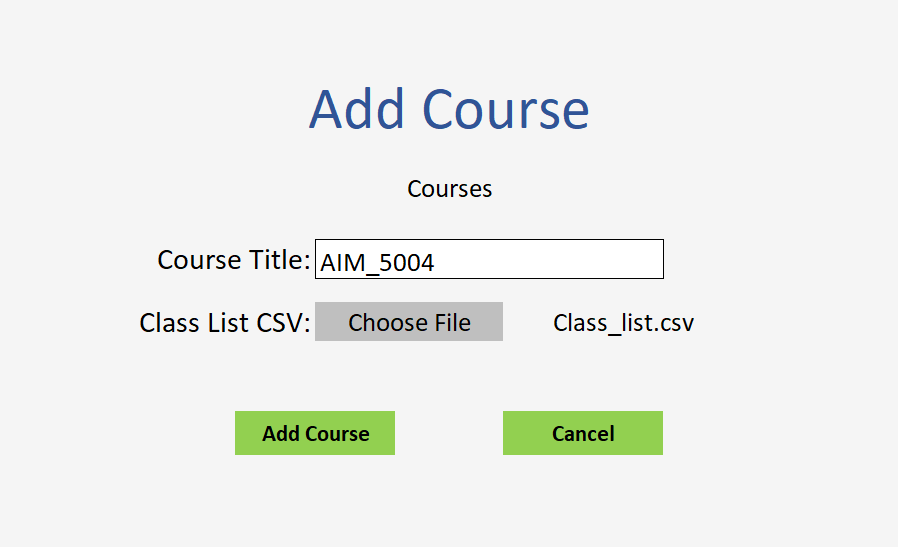 Add Course
Courses
Course Title: AIM_5004
Class List CSV: Choose File Class_list.csv
Add Course Cancel